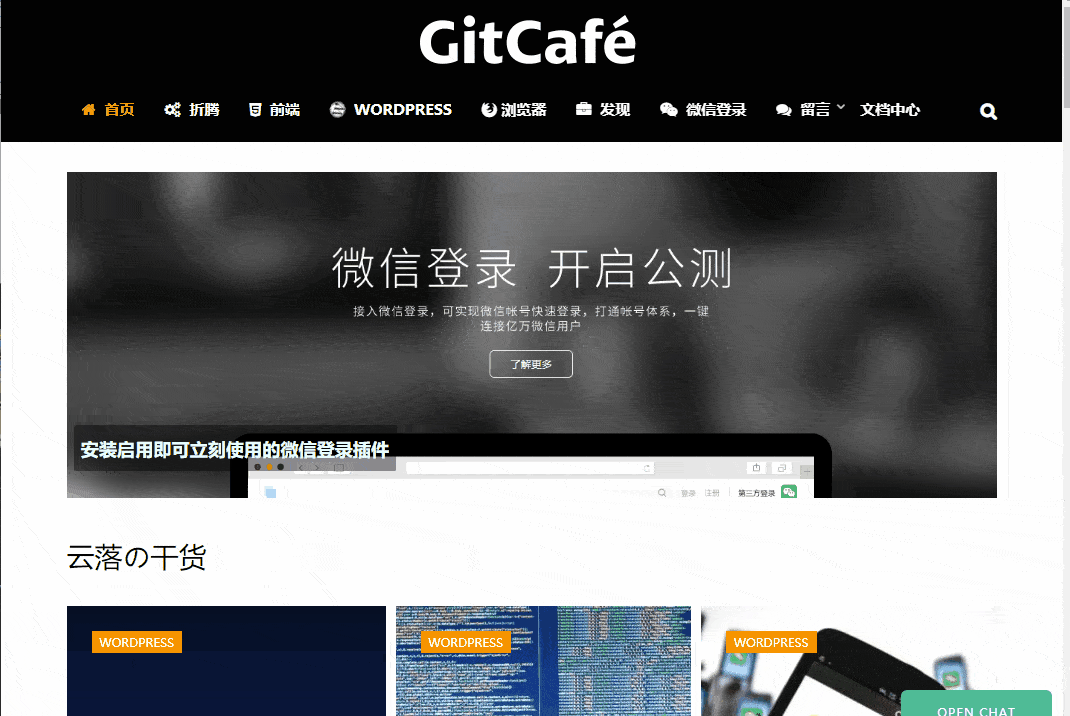 GitCafé
首页 折腾 前端 WORDPRESS 浏览器 发现 微信登录 留言 文档中心
微信登录 开启公测
接入微信登录，可实现微信帐号快速登录，打通帐号体系，一键
连接亿万微信用户
了解更多
安装启用即可立刻使用的微信登录插件
登录 注册 第三方登录
云落の干货
WORDPRESS WORDPRESS WORDPRESS
OPEN CHAT